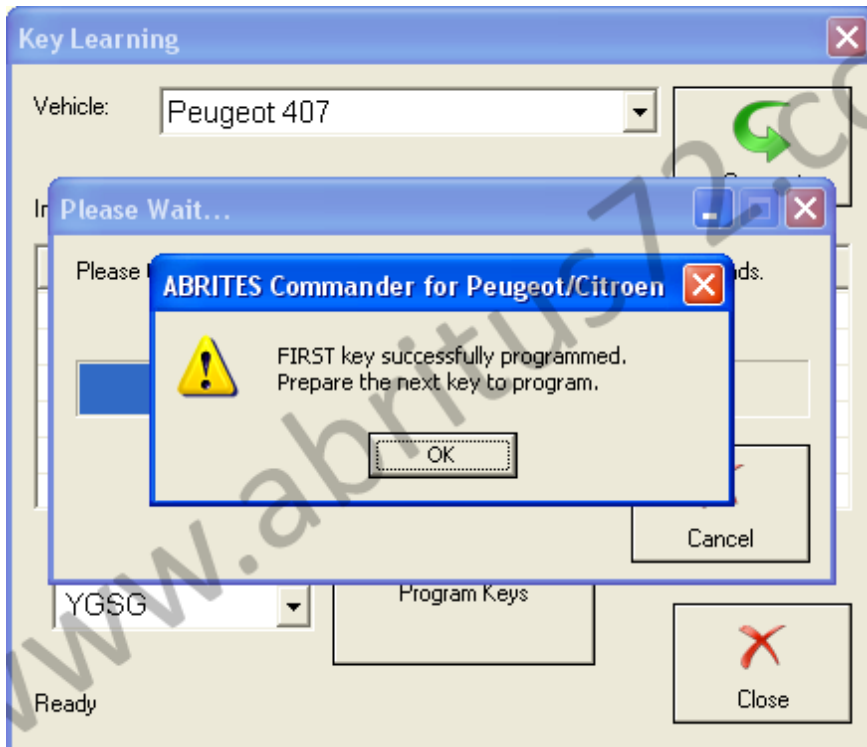 Key Learning
Vehicle:
Peugeot 407
Please Wait...
Please
ABRITES Commander for Peugeot/Citroen
FIRST key successfully programmed.
Prepare the next key to program.
OK
Cancel
YGSG
Program Keys
Ready
Close
www.abritus72.co